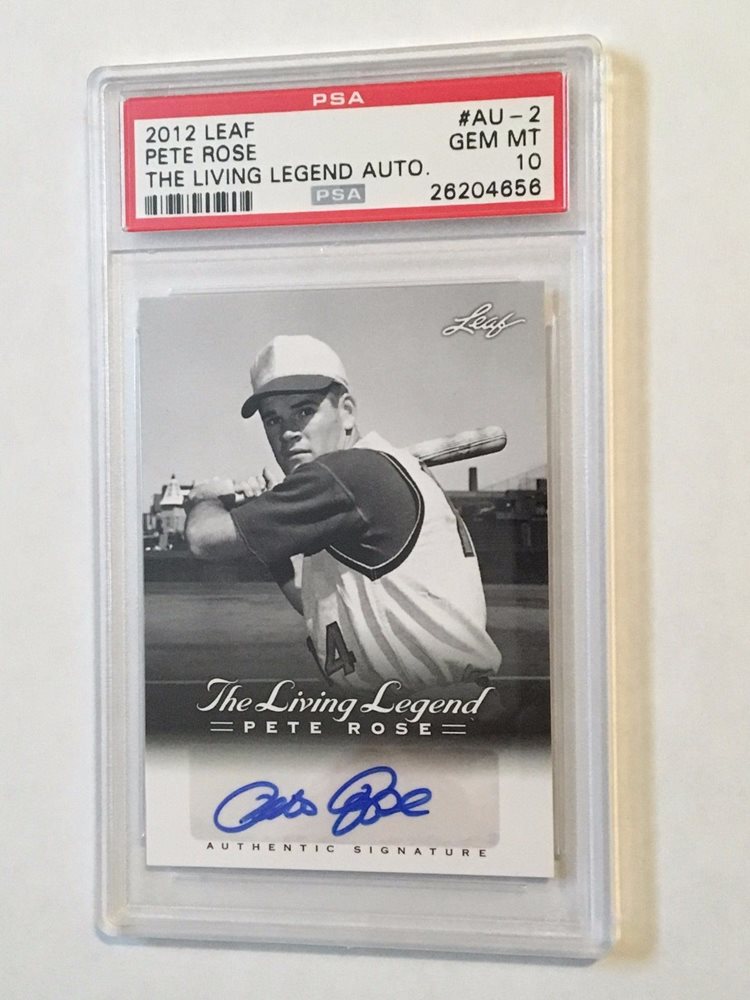 PSA
2012 LEAF #AU-2
PETE ROSE GEM MT
THE LIVING LEGEND AUTO. 10
PSA 26204656
Leaf
14
The Living Legend
PETE ROSE
Pete Rose
AUTHENTIC SIGNATURE